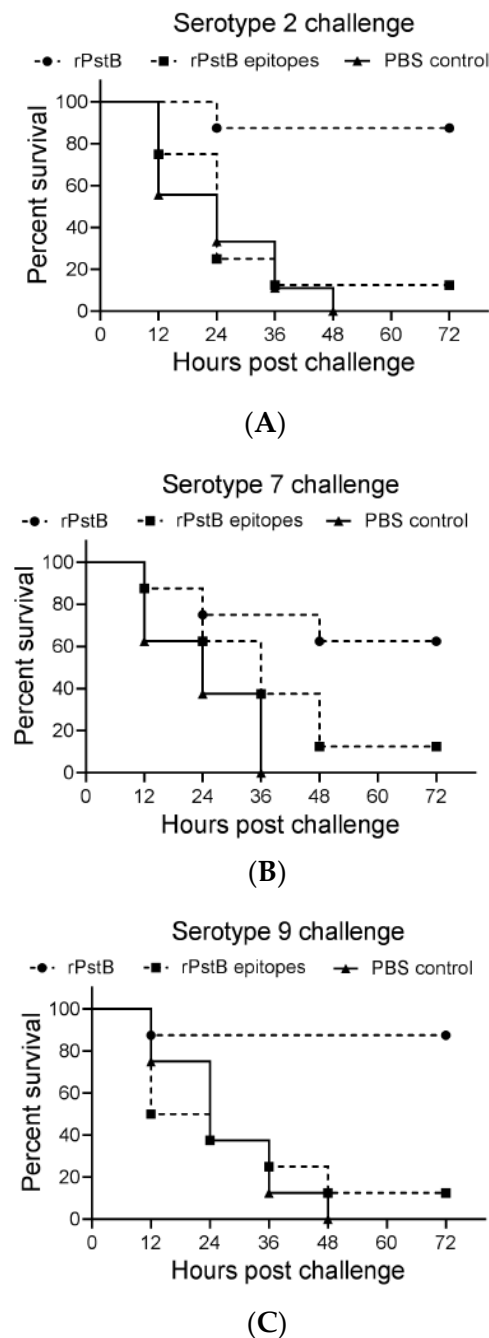 Serotype 2 challenge
rPstB rPstB epitopes PBS control
100
80
60
40
20
0
0 12 24 36 48 60 72
Percent survival
Hours post challenge
(A)
Serotype 7 challenge
rPstB rPstB epitopes PBS control
100
80
60
40
20
0
0 12 24 36 48 60 72
Percent survival
Hours post challenge
(B)
Serotype 9 challenge
rPstB rPstB epitopes PBS control
100
80
60
40
20
0
0 12 24 36 48 60 72
Percent survival
Hours post challenge
(C)